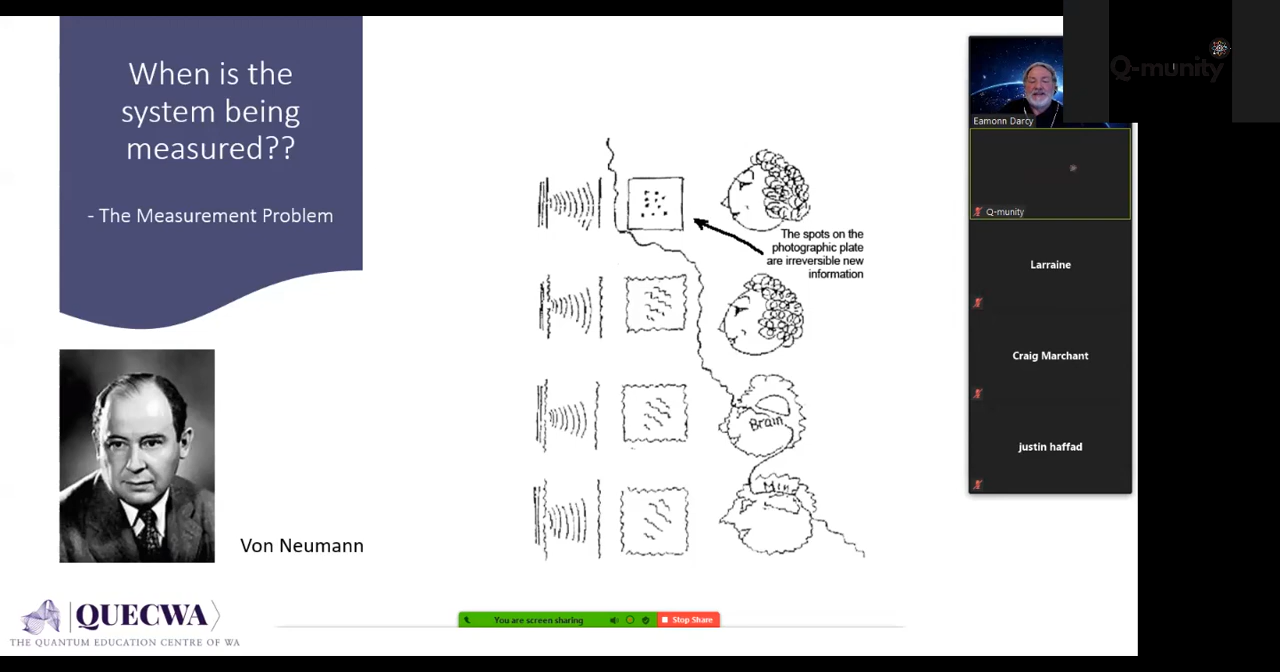 When is the
system being
measured??
- The Measurement Problem
The spots on the
photographic plate
are irreversible new
information
Brain
Von Neumann
|QUECWA⟩
THE QUANTUM EDUCATION CENTRE OF WA
You are screen sharing
Stop Share
Q-munity
Eamonn Darcy
Q-munity
Larraine
Craig Marchant
justin haffad